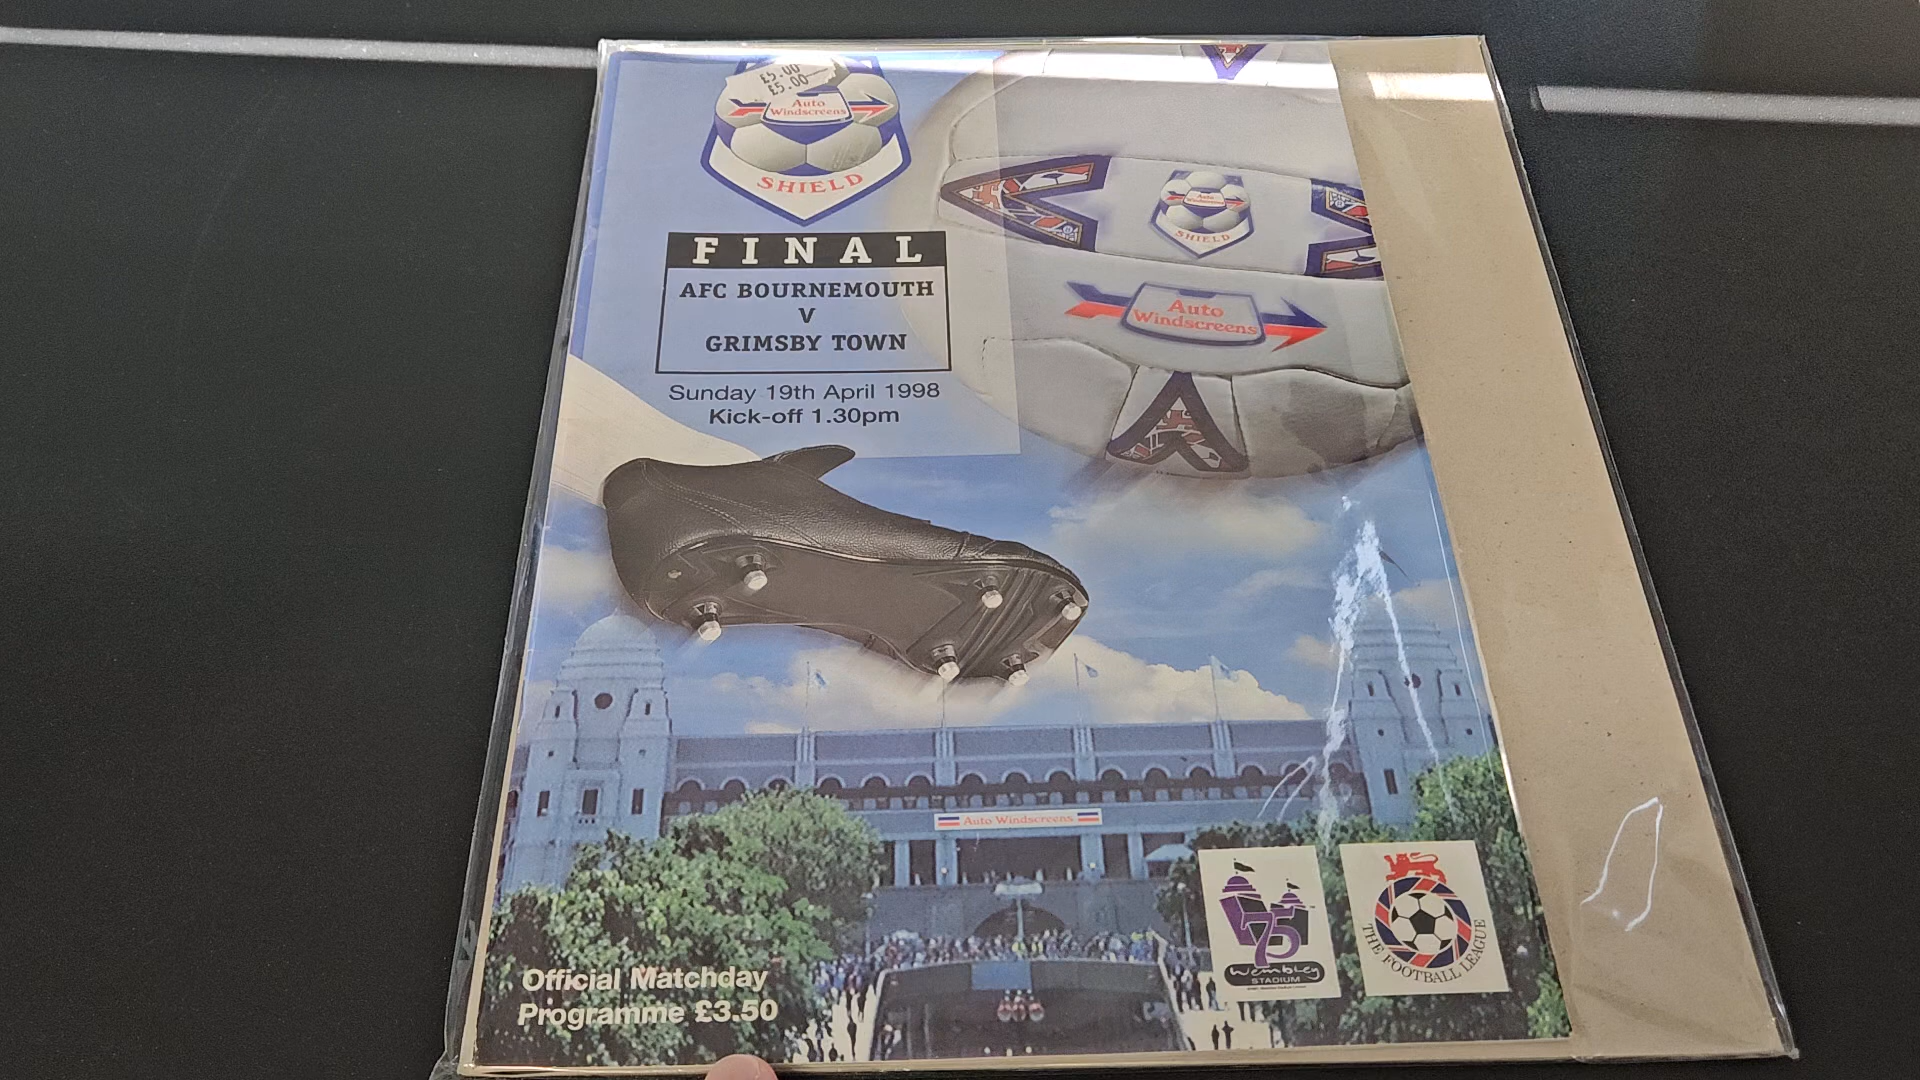 £5.00
£5.00
Auto
Windscreens
SHIELD
FINAL
AFC BOURNEMOUTH
V
GRIMSBY TOWN
Sunday 19th April 1998
Kick-off 1.30pm
Auto
Windscreens
SHIELD
Auto
Windscreens
Auto Windscreens
75
Wembley
STADIUM
THE FOOTBALL LEAGUE
Official Matchday
Programme £3.50